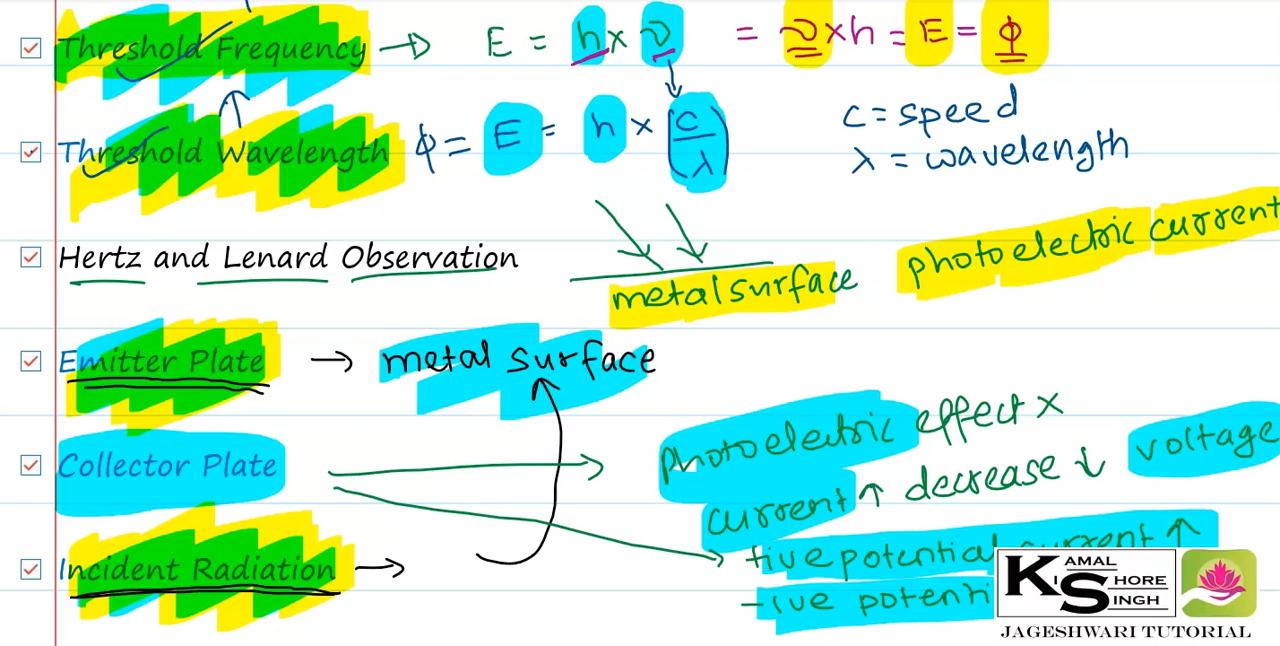 Threshold Frequency → E = h × ν = ν × h = E = φ
Threshold Wavelength φ = E = h × (c/λ)
c = speed
λ = wavelength
Hertz and Lenard Observation
metal surface
photoelectric current
Emitter Plate → metal surface
Collector Plate
photoelectric effect ×
current ↑ decrease ↓ voltage
+ive potential current ↑
-ive potenti
Incident Radiation →
KAMAL
KISHORE
SINGH
JAGESHWARI TUTORIAL